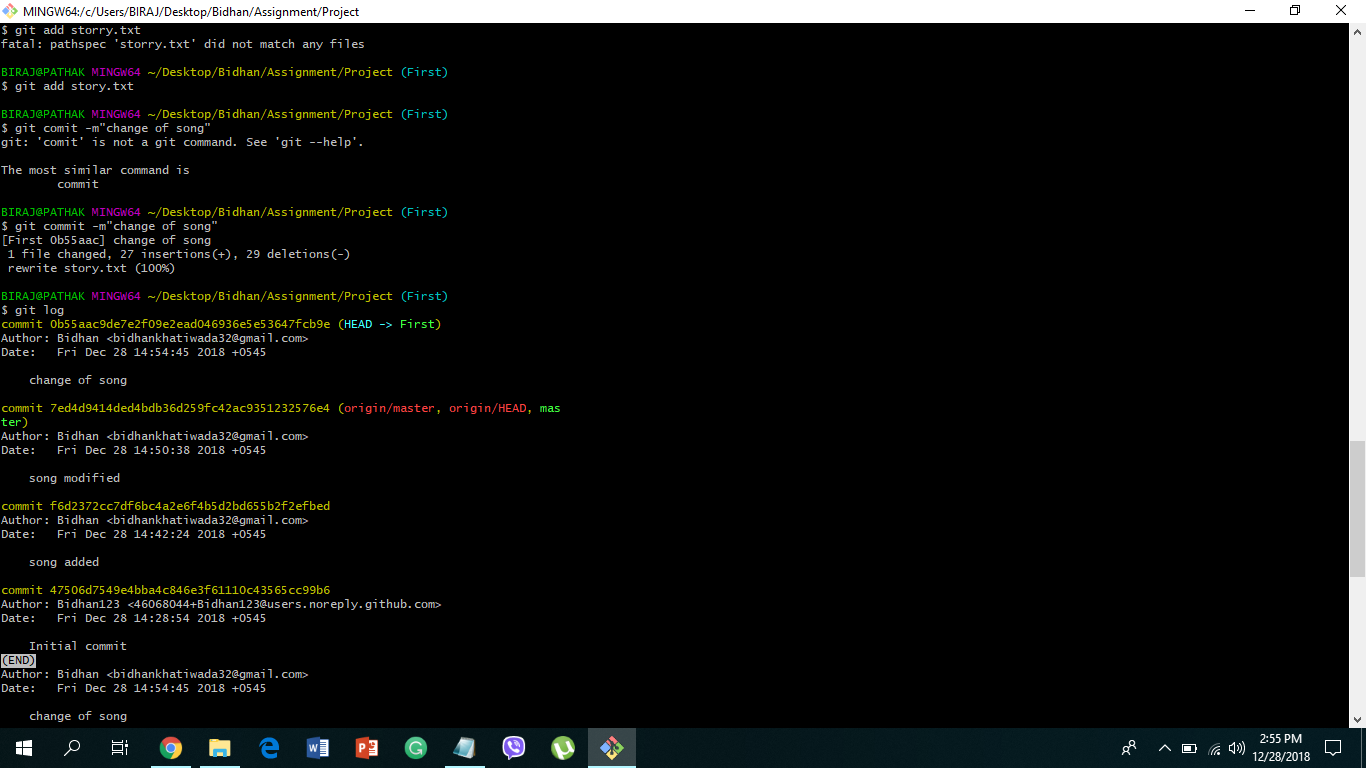 MINGW64:/c/Users/BIRAJ/Desktop/Bidhan/Assignment/Project
$ git add storry.txt
fatal: pathspec 'storry.txt' did not match any files
BIRAJ@PATHAK MINGW64 ~/Desktop/Bidhan/Assignment/Project (First)
$ git add story.txt
BIRAJ@PATHAK MINGW64 ~/Desktop/Bidhan/Assignment/Project (First)
$ git comit -m"change of song"
git: 'comit' is not a git command. See 'git --help'.
The most similar command is
commit
BIRAJ@PATHAK MINGW64 ~/Desktop/Bidhan/Assignment/Project (First)
$ git commit -m"change of song"
[First 0b55aac] change of song
1 file changed, 27 insertions(+), 29 deletions(-)
rewrite story.txt (100%)
BIRAJ@PATHAK MINGW64 ~/Desktop/Bidhan/Assignment/Project (First)
$ git log
commit 0b55aac9de7e2f09e2ead046936e5e53647fcb9e (HEAD -> First)
Author: Bidhan <bidhankhatiwada32@gmail.com>
Date:   Fri Dec 28 14:54:45 2018 +0545
change of song
commit 7ed4d9414ded4bdb36d259fc42ac9351232576e4 (origin/master, origin/HEAD, mas
ter)
Author: Bidhan <bidhankhatiwada32@gmail.com>
Date:   Fri Dec 28 14:50:38 2018 +0545
song modified
commit f6d2372cc7df6bc4a2e6f4b5d2bd655b2f2efbed
Author: Bidhan <bidhankhatiwada32@gmail.com>
Date:   Fri Dec 28 14:42:24 2018 +0545
song added
commit 47506d7549e4bba4c846e3f61110c43565cc99b6
Author: Bidhan123 <46068044+Bidhan123@users.noreply.github.com>
Date:   Fri Dec 28 14:28:54 2018 +0545
Initial commit
(END)
Author: Bidhan <bidhankhatiwada32@gmail.com>
Date:   Fri Dec 28 14:54:45 2018 +0545
change of song
2:55 PM
12/28/2018